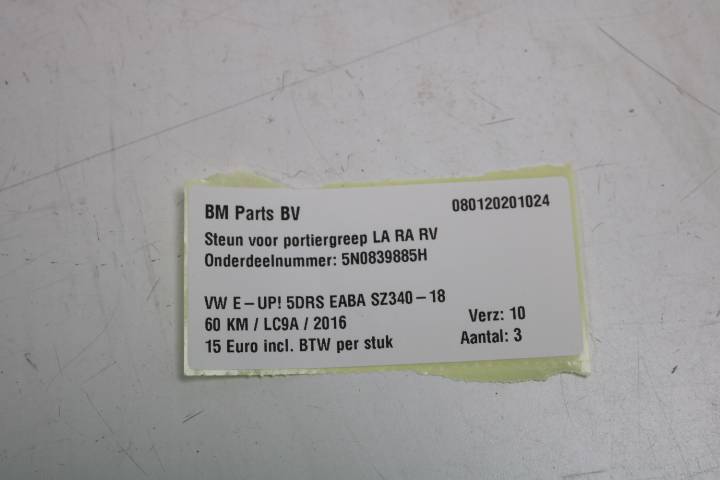 BM Parts BV 080120201024
Steun voor portiergreep LA RA RV
Onderdeelnummer: 5N0839885H
VW E-UP! 5DRS EABA SZ340-18
60 KM / LC9A / 2016 Verz: 10
15 Euro incl. BTW per stuk Aantal: 3